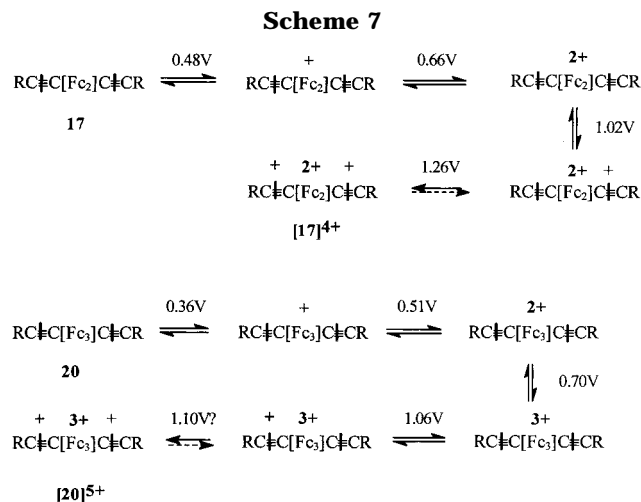 Scheme 7
0.48V + 0.66V 2+
RC≡C[Fc₂]C≡CR RC≡C[Fc₂]C≡CR RC≡C[Fc₂]C≡CR
17
1.02V
+ 2+ + 1.26V 2+ +
RC≡C[Fc₂]C≡CR RC≡C[Fc₂]C≡CR
[17]⁴⁺
0.36V + 0.51V 2+
RC≡C[Fc₃]C≡CR RC≡C[Fc₃]C≡CR RC≡C[Fc₃]C≡CR
20
0.70V
+ 3+ + 1.10V? + 3+ 1.06V 3+
RC≡C[Fc₃]C≡CR RC≡C[Fc₃]C≡CR RC≡C[Fc₃]C≡CR
[20]⁵⁺